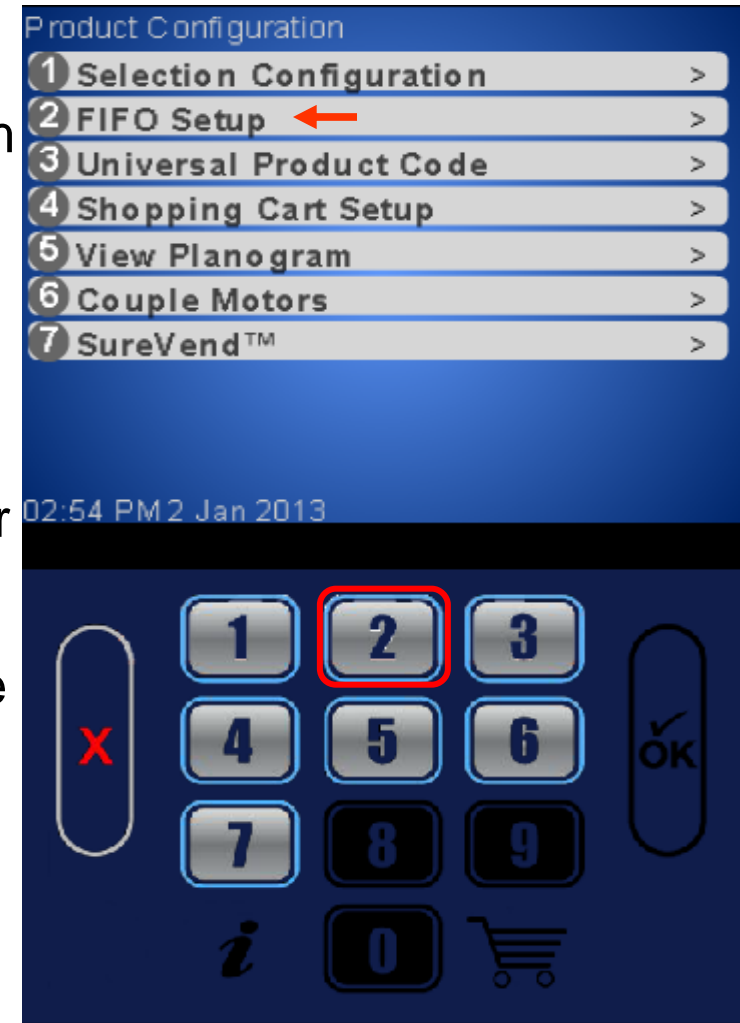 Product Configuration
1 Selection Configuration >
2 FIFO Setup >
n
3 Universal Product Code >
4 Shopping Cart Setup >
5 View Planogram >
6 Couple Motors >
7 SureVend™ >
r
02:54 PM 2 Jan 2013
1 2 3
e
X 4 5 6 OK
7 8 9
i 0